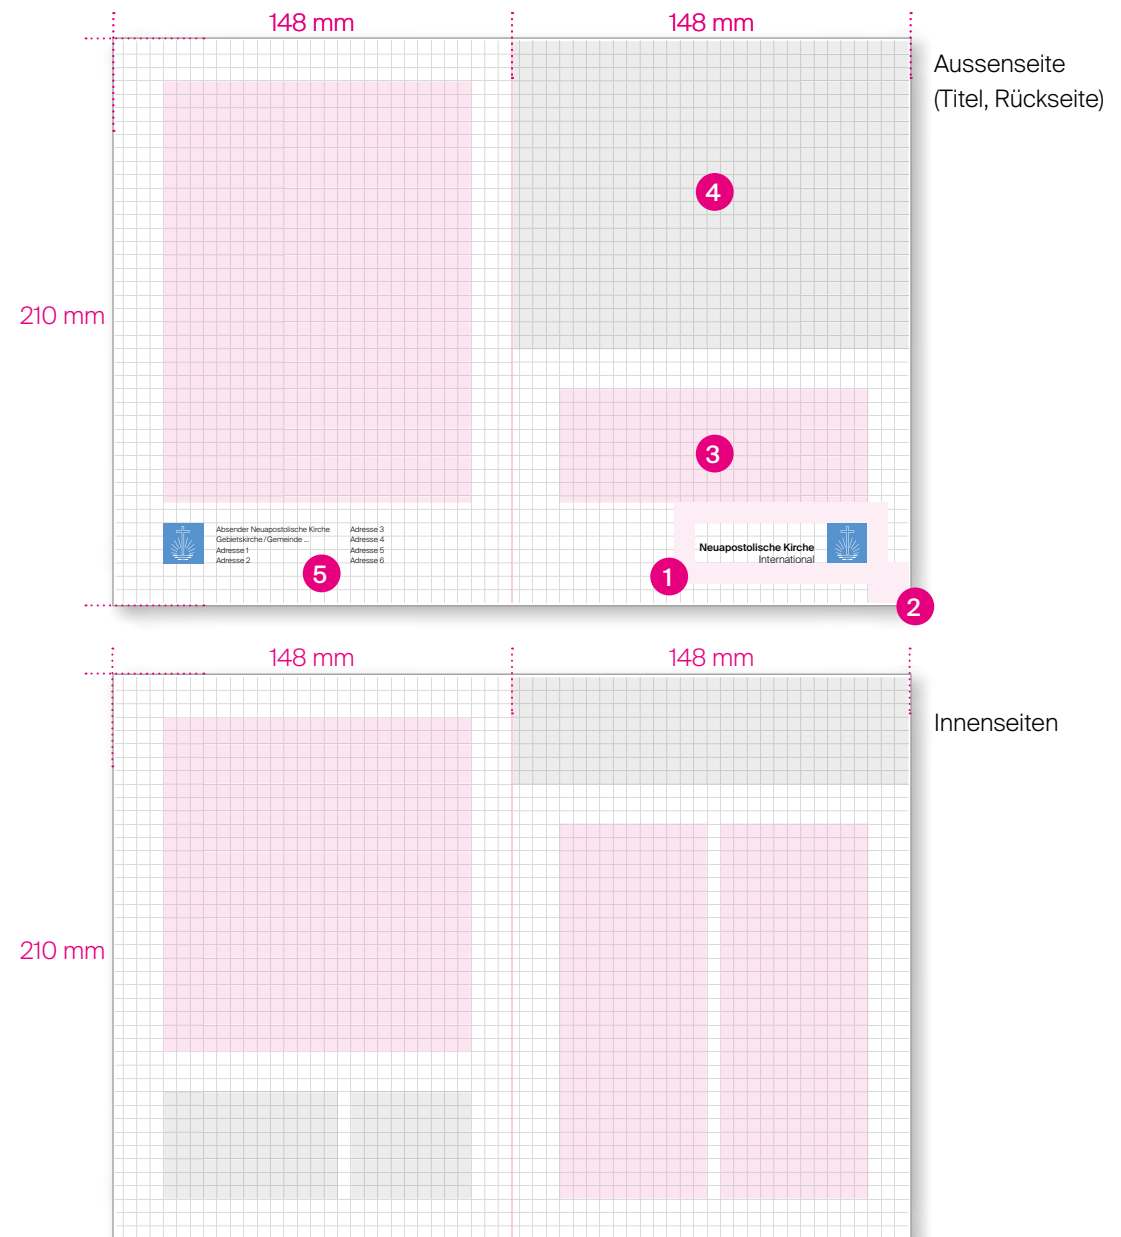 148 mm
148 mm
Aussenseite
(Titel, Rückseite)
4
210 mm
3
Absender Neuapostolische Kirche
Gebietskirche/Gemeinde ...
Adresse 1
Adresse 2
Adresse 3
Adresse 4
Adresse 5
Adresse 6
5
Neuapostolische Kirche
International
1
2
148 mm
148 mm
Innenseiten
210 mm